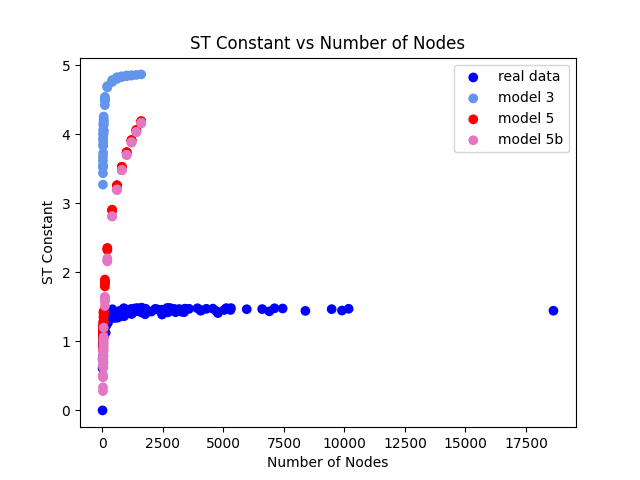 ST Constant vs Number of Nodes
real data
model 3
model 5
model 5b
ST Constant
5
4
3
2
1
0
0 2500 5000 7500 10000 12500 15000 17500
Number of Nodes